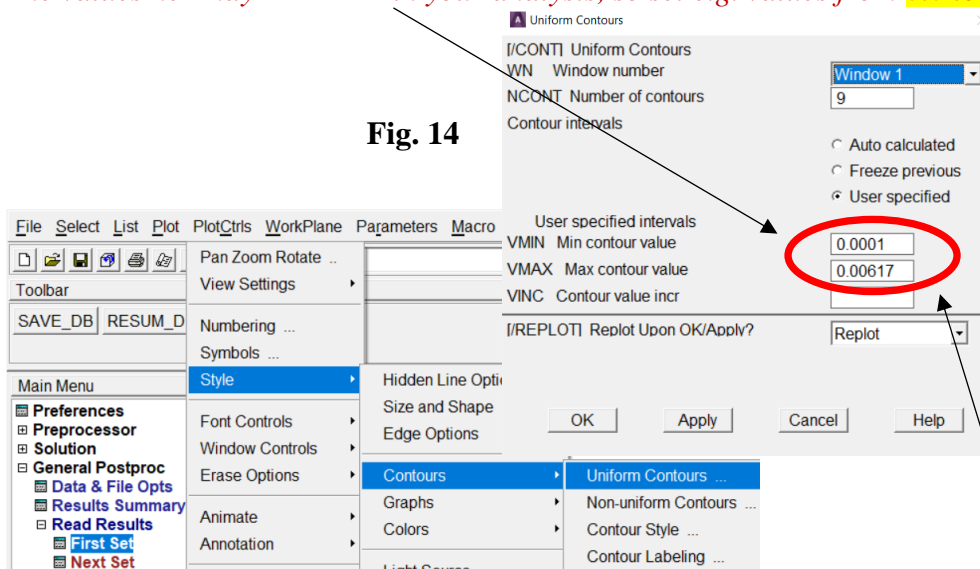 Uniform Contours
[/CONT] Uniform Contours
WN Window number
Window 1
NCONT Number of contours
9
Contour intervals
Auto calculated
Freeze previous
User specified
User specified intervals
VMIN Min contour value
0.0001
VMAX Max contour value
0.00617
VINC Contour value incr
[/REPLOT] Replot Upon OK/Apply?
Replot
OK Apply Cancel Help
Fig. 14
File Select List Plot PlotCtrls WorkPlane Parameters Macro
Toolbar
SAVE_DB RESUM_D
Main Menu
Preferences
Preprocessor
Solution
General Postproc
Data & File Opts
Results Summary
Read Results
First Set
Next Set
Pan Zoom Rotate ..
View Settings
Numbering ...
Symbols ...
Style
Font Controls
Window Controls
Erase Options
Animate
Annotation
Hidden Line Optio
Size and Shape
Edge Options
Contours
Graphs
Colors
Uniform Contours ...
Non-uniform Contours ...
Contour Style ...
Contour Labeling ...